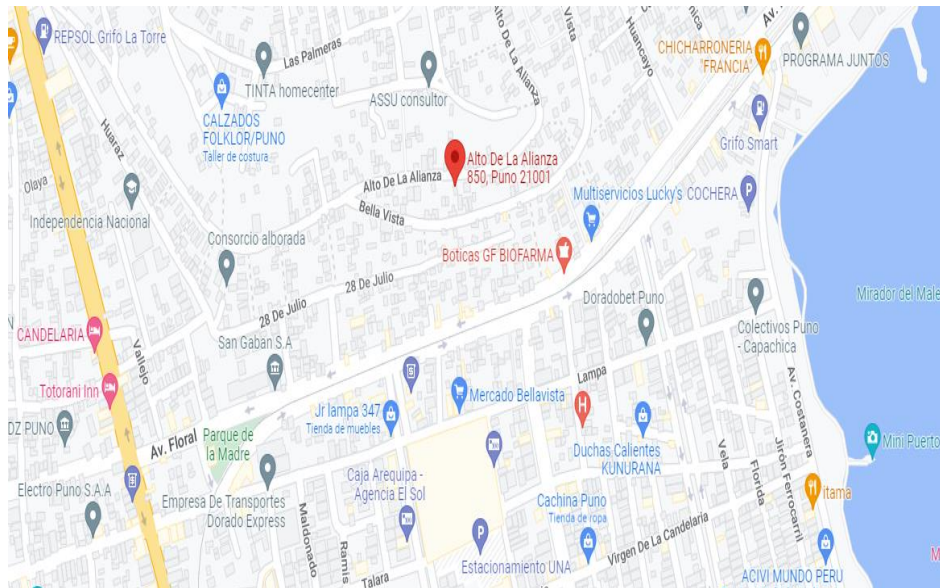 REPSOL Grifo La Torre
Las Palmeras
TINTA homecenter
Alto De La Alianza
Vista
Huancayo
Av.
CHICHARRONERIA
"FRANCIA"
PROGRAMA JUNTOS
ASSU consultor
CALZADOS
FOLKLOR/PUNO
Taller de costura
Huaraz
Grifo Smart
Olaya
Alto De La Alianza
850, Puno 21001
Alto De La Alianza
Independencia Nacional
Bella Vista
Multiservicios Lucky's
COCHERA
Consorcio alborada
Boticas GF BIOFARMA
28 De Julio
28 De Julio
Doradobet Puno
Mirador del Male
CANDELARIA
Vallejo
San Gaban S.A
Colectivos Puno
- Capachica
Totorani Inn
Lampa
Mercado Bellavista
Jr lampa 347
Tienda de muebles
Av. Costanera
DZ PUNO
Av. Floral
Parque de
la Madre
Duchas Calientes
KUNURANA
Mini Puerto
Vela
Florida
Jirón Ferrocarril
Caja Arequipa -
Agencia El Sol
Electro Puno S.A.A
Empresa De Transportes
Dorado Express
Maldonado
Ramis
Cachina Puno
Tienda de ropa
itama
Virgen De La Candelaria
Estacionamiento UNA
Talara
ACIVI MUNDO PERU